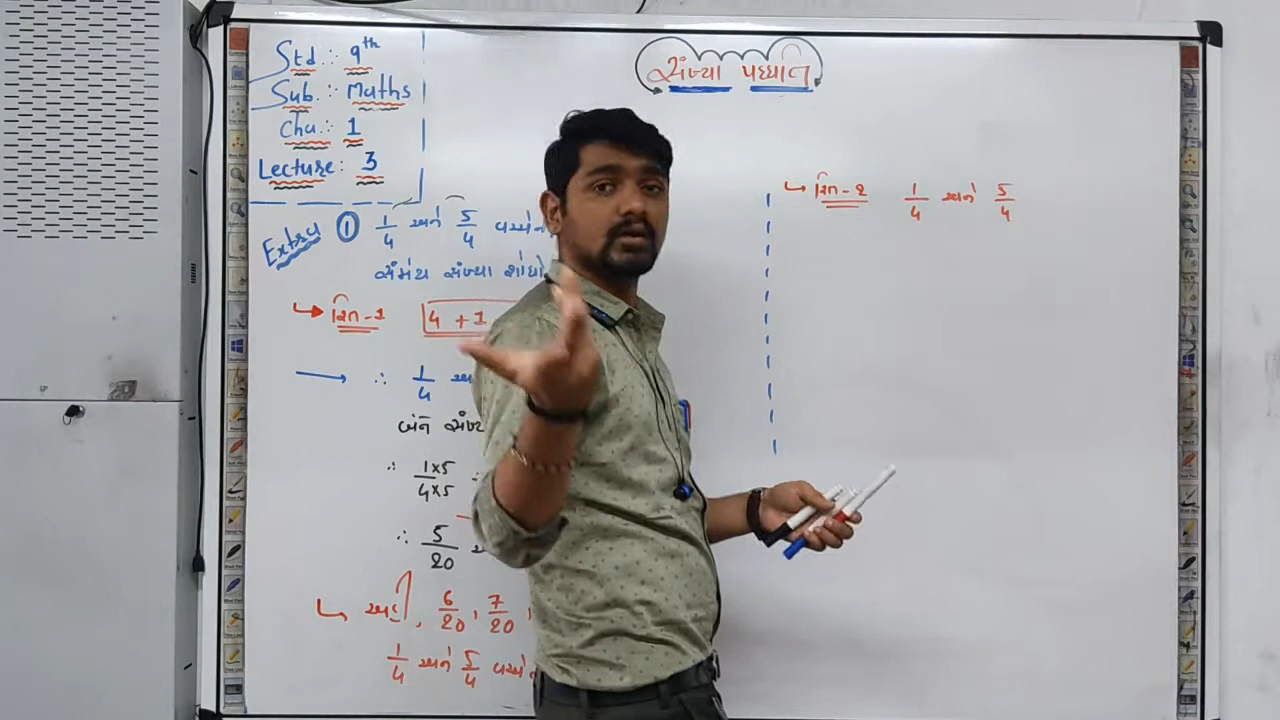 Std. : 9th
Sub. : Maths
Cha. : 1
Lecture : 3
સંખ્યા પધ્ધતિ
Extra ① 1/4 અને 5/4 વચ્ચેન
સંમેય સંખ્યા શોધો
→ રિત-1 4 + 1
→ ∴ 1/4 અ
બંને સંખ્ય
∴ 1×5/4×5
∴ 5/20
↳ અહીં, 6/20, 7/20,
1/4 અને 5/4 વચ્ચેન
↳ રિત-2 1/4 અને 5/4